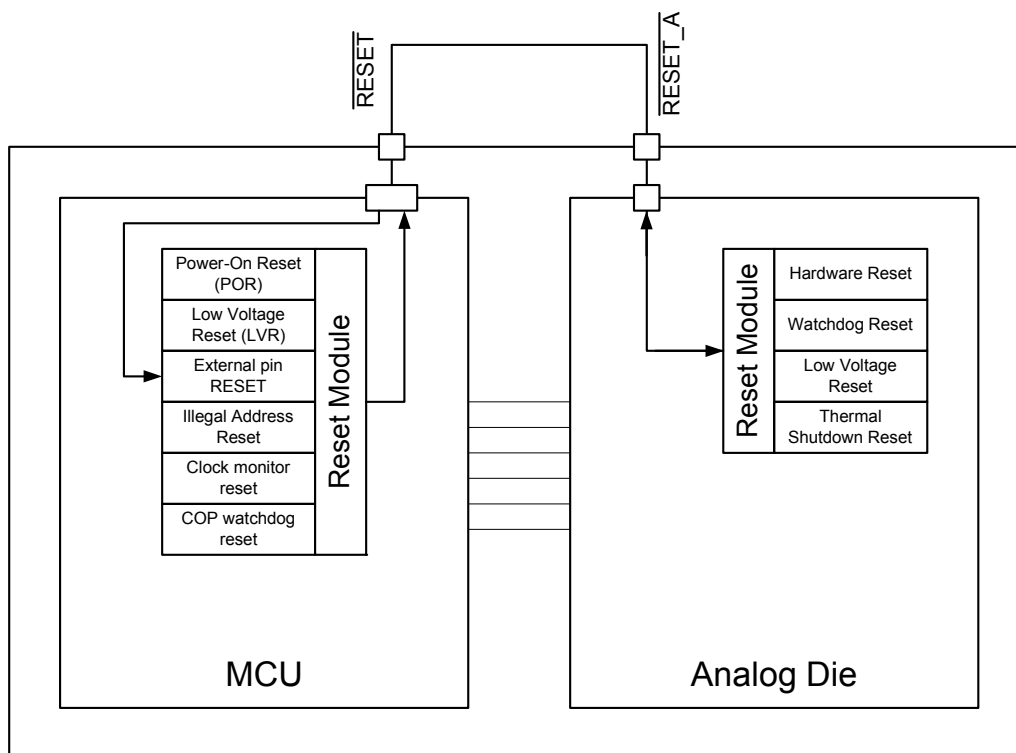 RESET
RESET_A
Power-On Reset
(POR)
Low Voltage
Reset (LVR)
External pin
RESET
Illegal Address
Reset
Clock monitor
reset
COP watchdog
reset
Reset Module
MCU
Reset Module
Hardware Reset
Watchdog Reset
Low Voltage
Reset
Thermal
Shutdown Reset
Analog Die